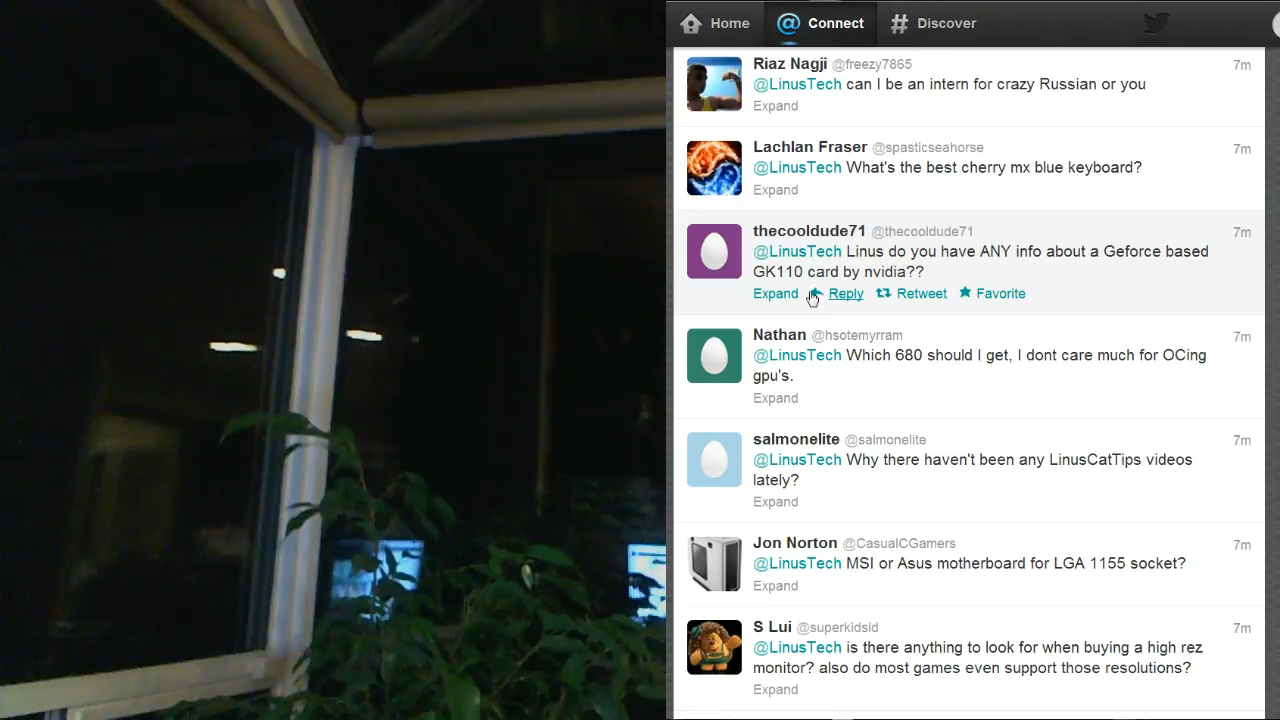 Home
@ Connect
# Discover
Riaz Nagji @freezy7865 7m
@LinusTech can I be an intern for crazy Russian or you
Expand
Lachlan Fraser @spasticseahorse 7m
@LinusTech What's the best cherry mx blue keyboard?
Expand
thecooldude71 @thecooldude71 7m
@LinusTech Linus do you have ANY info about a Geforce based
GK110 card by nvidia??
Expand Reply Retweet Favorite
Nathan @hsotemyrram 7m
@LinusTech Which 680 should I get, I dont care much for OCing
gpu's.
Expand
salmonelite @salmonelite 7m
@LinusTech Why there haven't been any LinusCatTips videos
lately?
Expand
Jon Norton @CasualCGamers 7m
@LinusTech MSI or Asus motherboard for LGA 1155 socket?
Expand
S Lui @superkidsid 7m
@LinusTech is there anything to look for when buying a high rez
monitor? also do most games even support those resolutions?
Expand